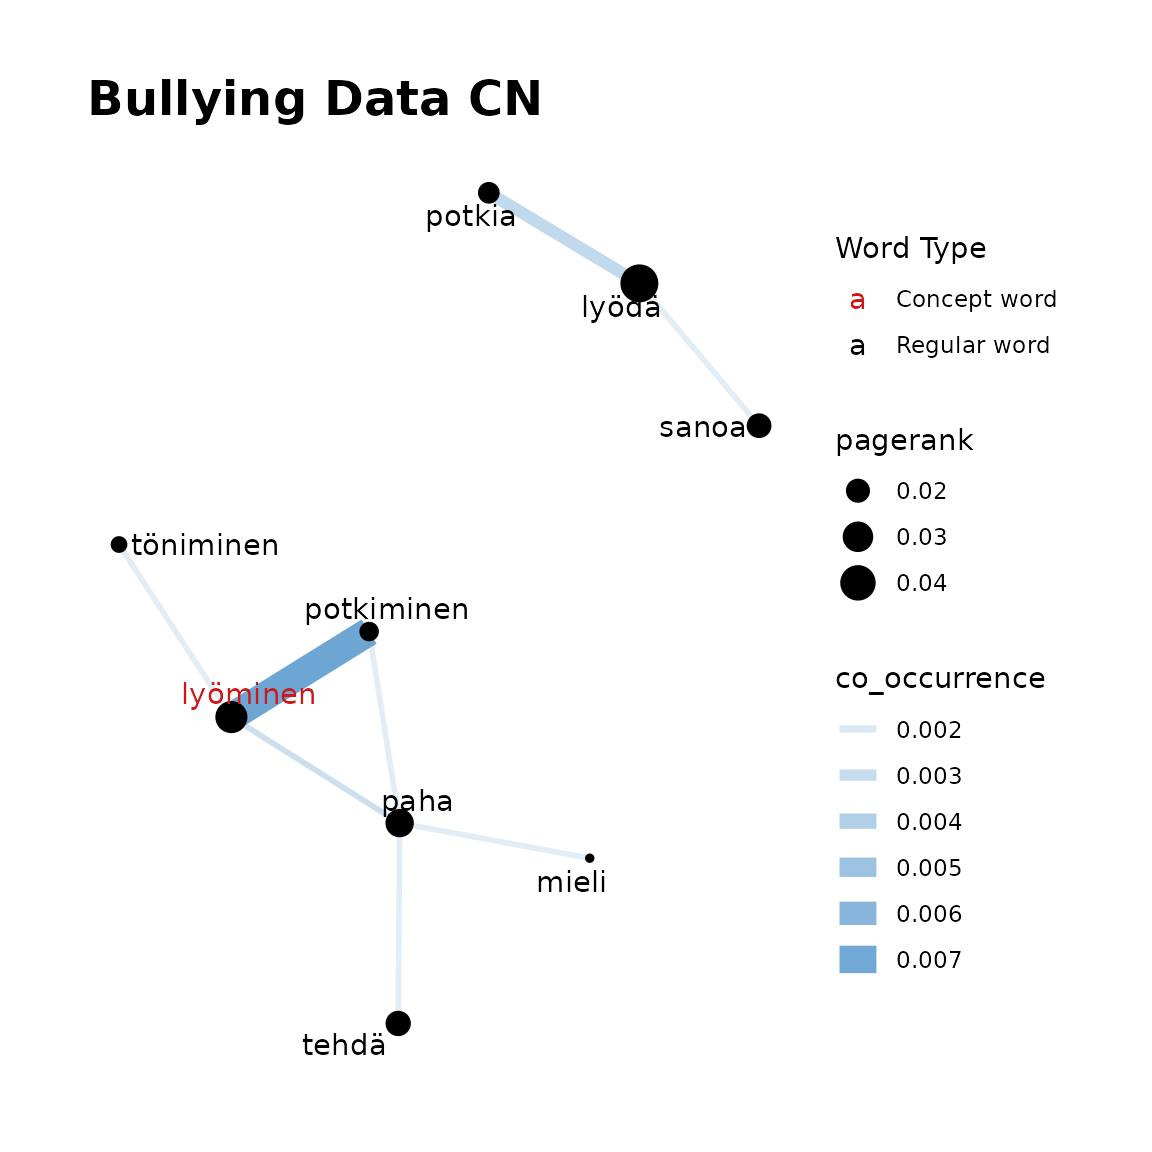 Bullying Data CN
potkia
lyödä
sanoa
töniminen
potkiminen
lyöminen
paha
mieli
tehdä
Word Type
a Concept word
a Regular word
pagerank
0.02
0.03
0.04
co_occurrence
0.002
0.003
0.004
0.005
0.006
0.007